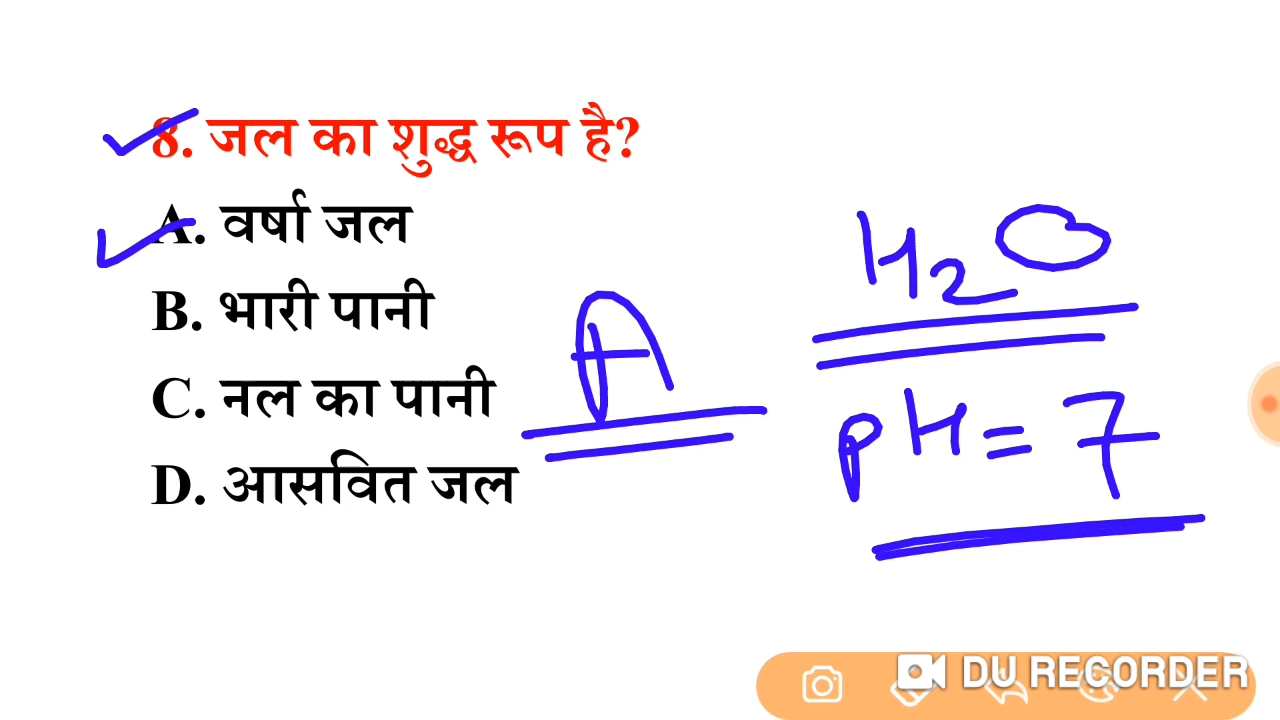 8. जल का शुद्ध रूप है?
A. वर्षा जल
B. भारी पानी
C. नल का पानी
D. आसवित जल
A
H2O
pH = 7
DU RECORDER